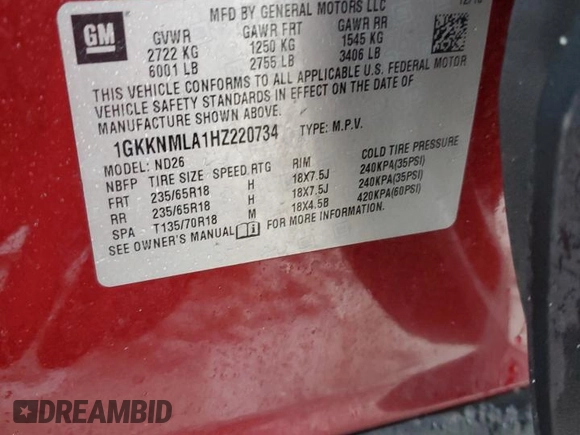 MFD BY GENERAL MOTORS LLC
GM
GVWR GAWR FRT GAWR RR
2722 KG 1250 KG 1545 KG
6001 LB 2755 LB 3406 LB
THIS VEHICLE CONFORMS TO ALL APPLICABLE U.S. FEDERAL MOTOR
VEHICLE SAFETY STANDARDS IN EFFECT ON THE DATE OF
MANUFACTURE SHOWN ABOVE.
1GKKNMLA1HZ220734 TYPE: M.P.V.
MODEL: ND26
NBFP TIRE SIZE SPEED RTG RIM COLD TIRE PRESSURE
FRT 235/65R18 H 18X7.5J 240KPA(35PSI)
RR 235/65R18 H 18X7.5J 240KPA(35PSI)
SPA T135/70R18 M 18X4.5B 420KPA(60PSI)
SEE OWNER'S MANUAL FOR MORE INFORMATION.
DREAMBID